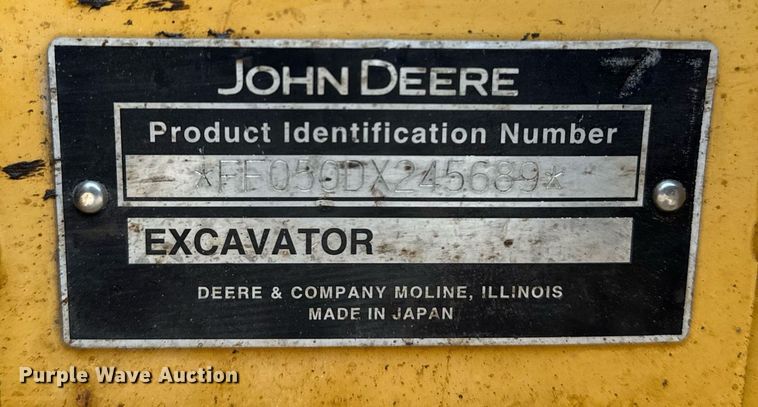 JOHN DEERE
Product Identification Number
*FF050DX245689*
EXCAVATOR
DEERE & COMPANY MOLINE, ILLINOIS
MADE IN JAPAN
Purple Wave Auction